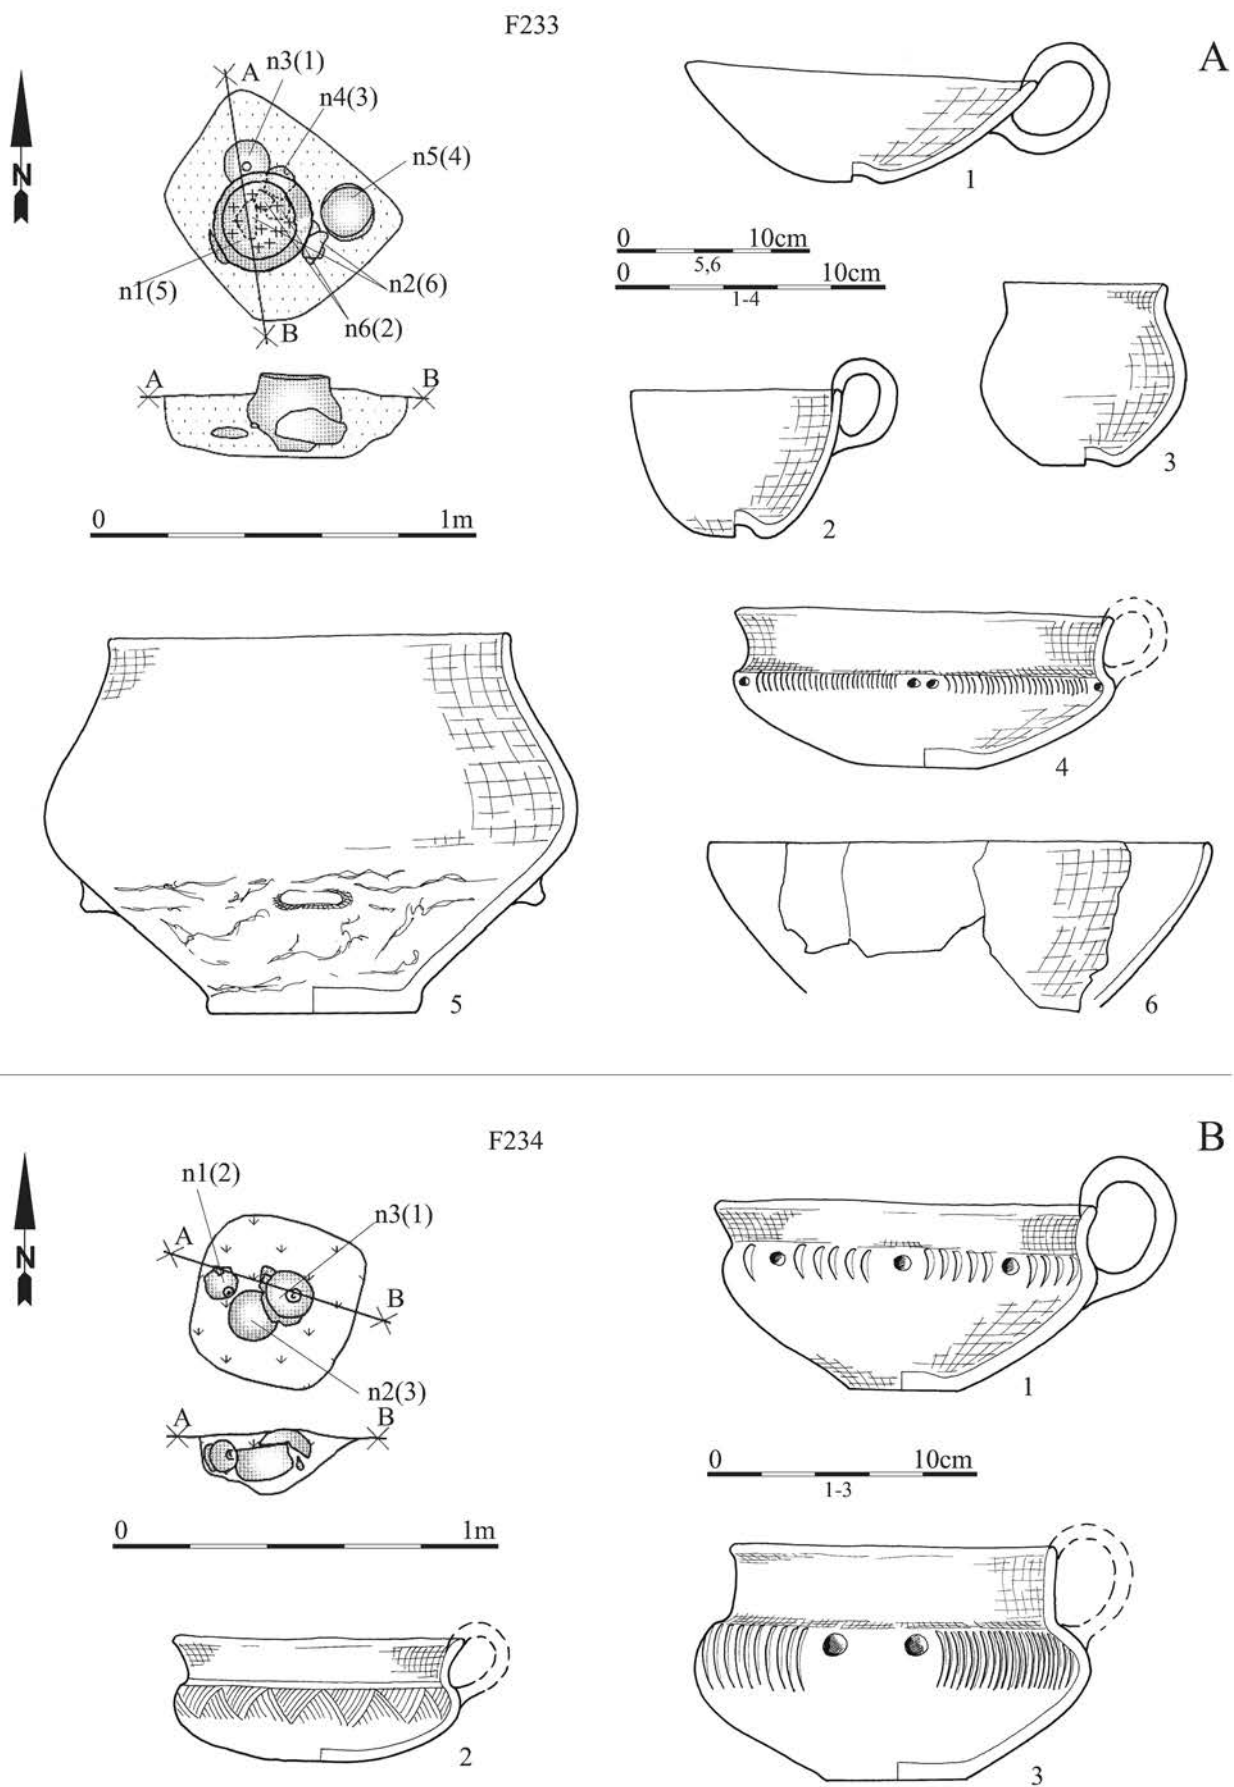 F233
A
N
A
n3(1)
n4(3)
n5(4)
n1(5)
n2(6)
n6(2)
B
A
B
0 1m
1
0 10cm
5,6
0 10cm
1-4
2
3
4
5
6
F234
B
N
n1(2)
A
n3(1)
B
n2(3)
A
B
0 1m
1
0 10cm
1-3
2
3